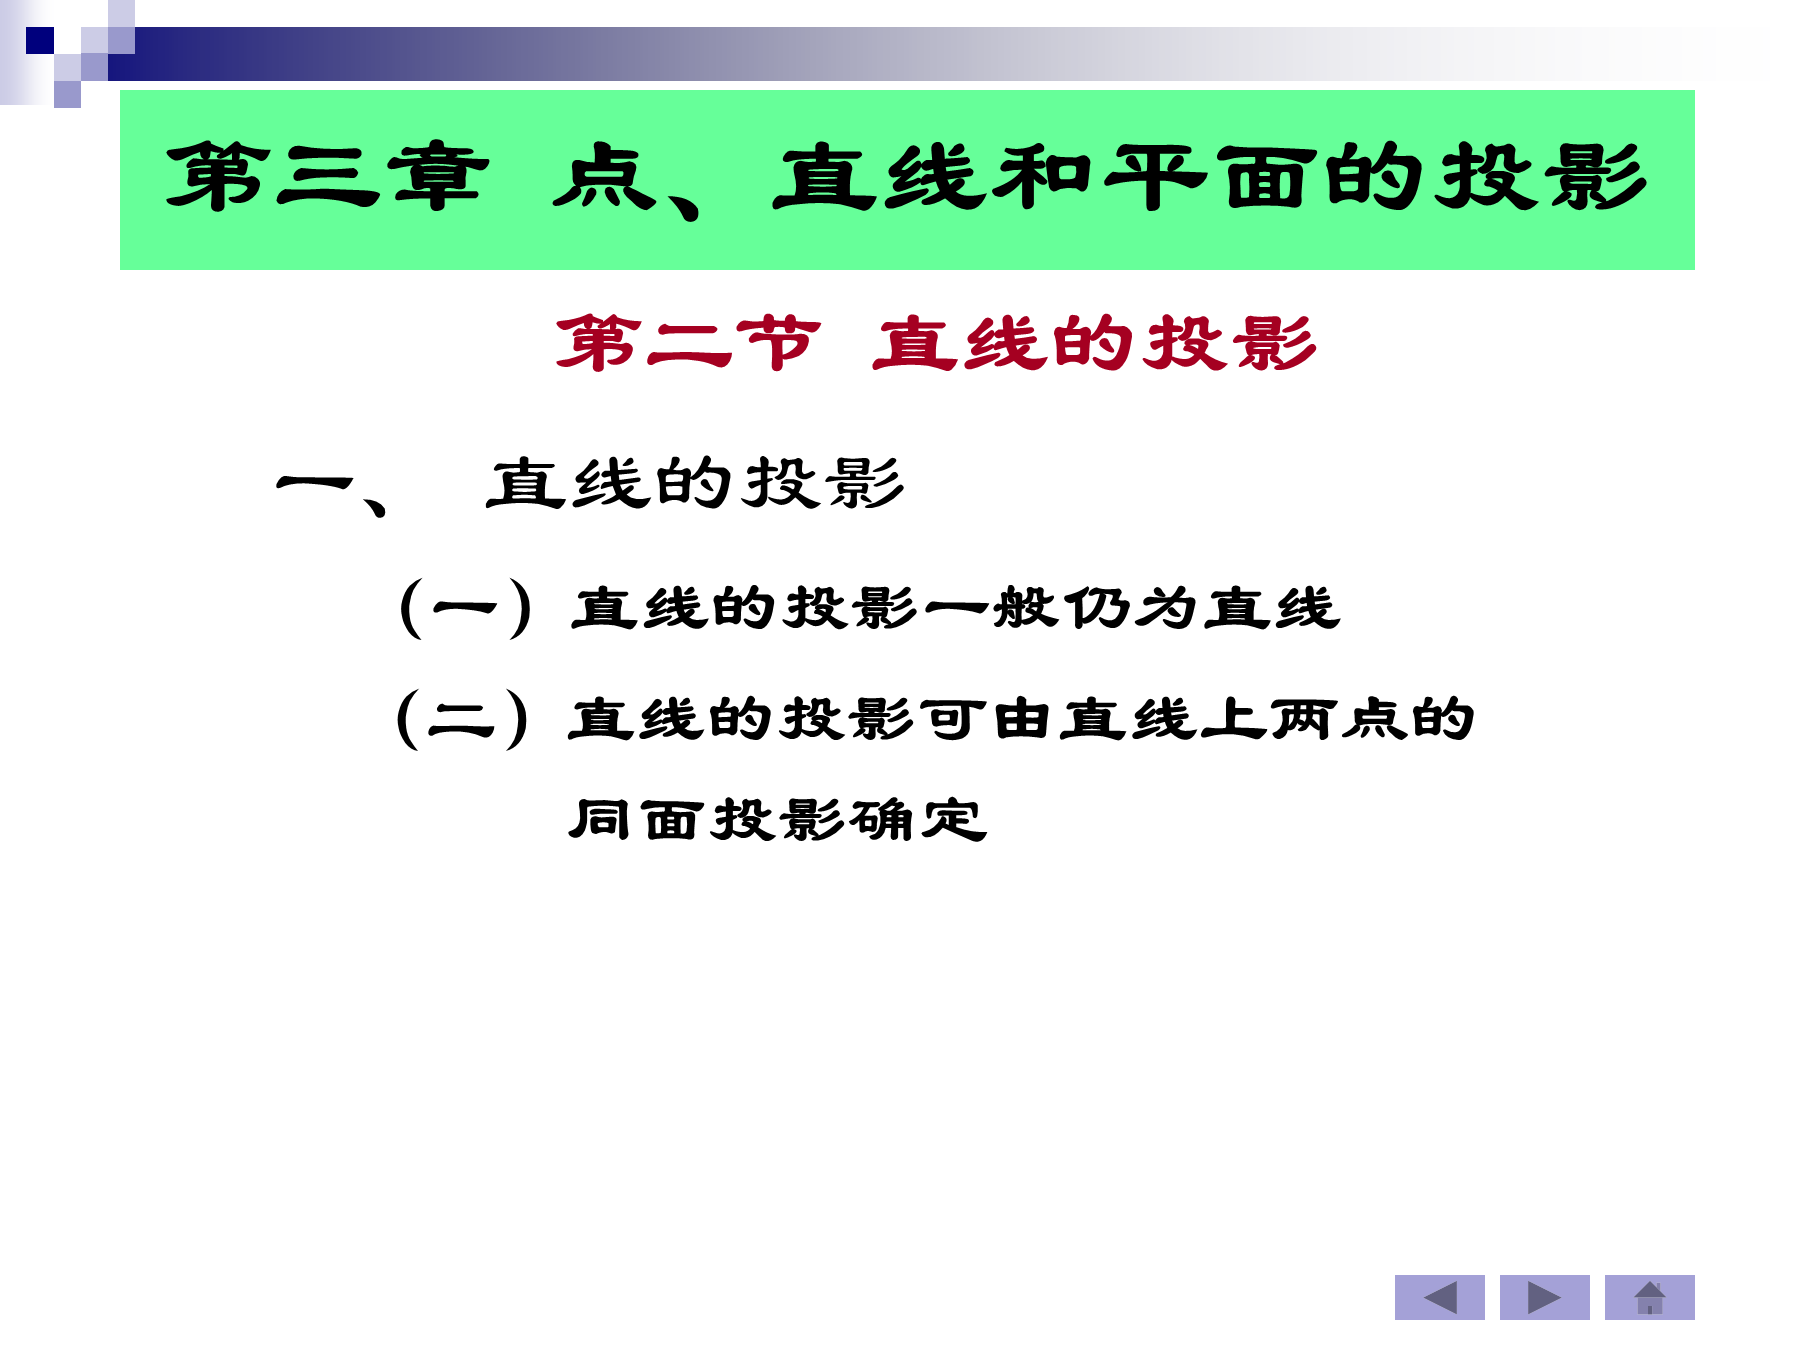 第三章 点、直线和平面的投影
第二节 直线的投影
一、 直线的投影
（一）直线的投影一般仍为直线
（二）直线的投影可由直线上两点的
同面投影确定